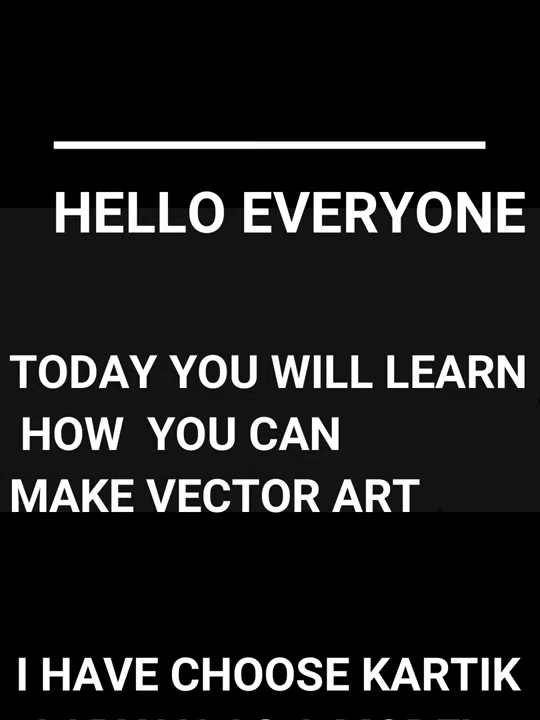 HELLO EVERYONE
TODAY YOU WILL LEARN
HOW YOU CAN
MAKE VECTOR ART
I HAVE CHOOSE KARTIK